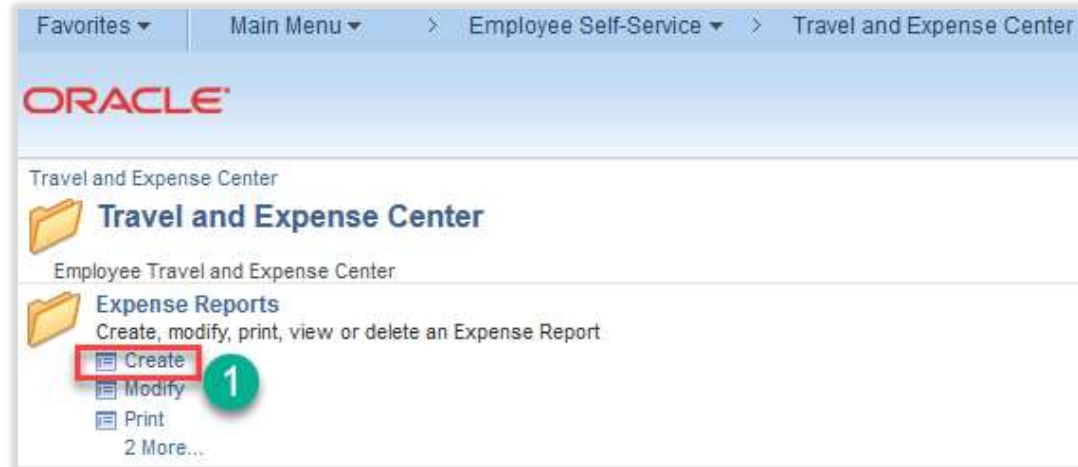 Favorites Main Menu > Employee Self-Service > Travel and Expense Center
ORACLE
Travel and Expense Center
Travel and Expense Center
Employee Travel and Expense Center
Expense Reports
Create, modify, print, view or delete an Expense Report
Create
Modify
1
Print
2 More...